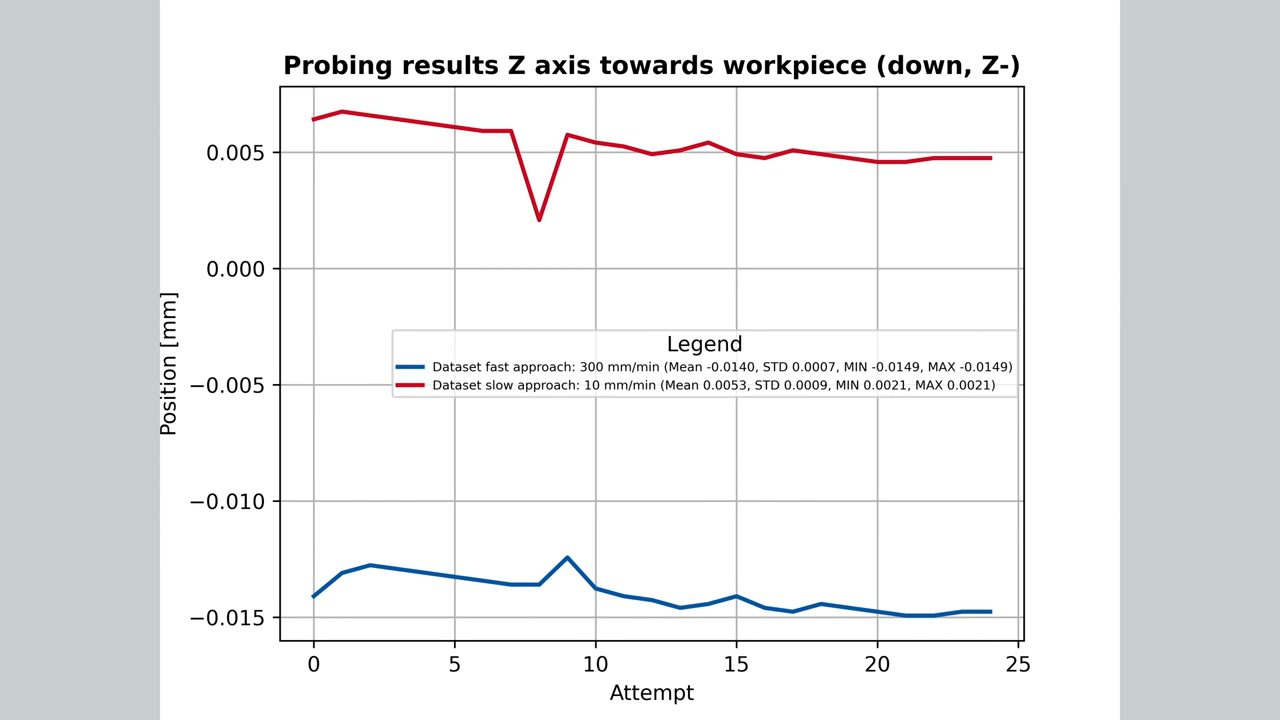 Probing results Z axis towards workpiece (down, Z-)
Position [mm]
0.005
0.000
−0.005
−0.010
−0.015
Legend
Dataset fast approach: 300 mm/min (Mean -0.0140, STD 0.0007, MIN -0.0149, MAX -0.0149)
Dataset slow approach: 10 mm/min (Mean 0.0053, STD 0.0009, MIN 0.0021, MAX 0.0021)
0 5 10 15 20 25
Attempt